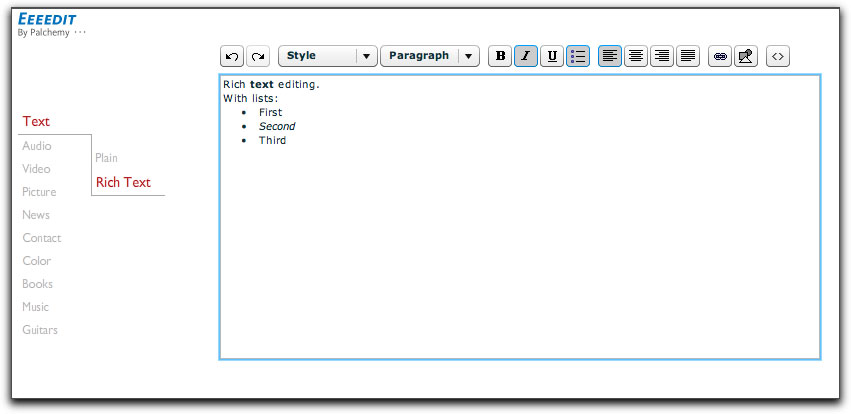 EEEEDIT
By Palchemy ···
Style Paragraph B I U <>
Rich text editing.
With lists:
• First
• Second
• Third
Text
Audio
Video
Picture
News
Contact
Color
Books
Music
Guitars
Plain
Rich Text